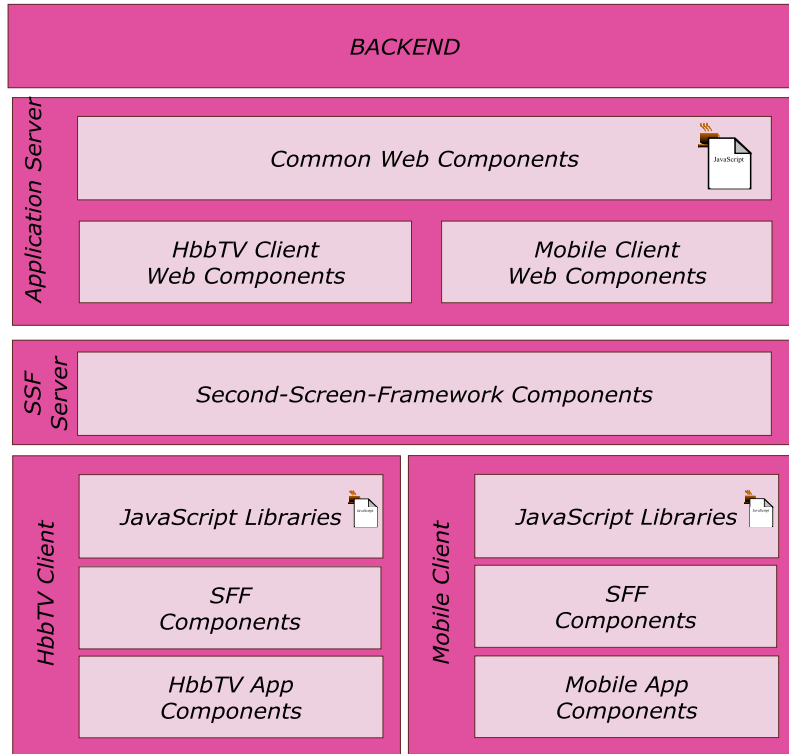 BACKEND
Application Server
Common Web Components
JavaScript
HbbTV Client
Web Components
Mobile Client
Web Components
SSF
Server
Second-Screen-Framework Components
HbbTV Client
JavaScript Libraries
JavaScript
SFF
Components
HbbTV App
Components
Mobile Client
JavaScript Libraries
JavaScript
SFF
Components
Mobile App
Components